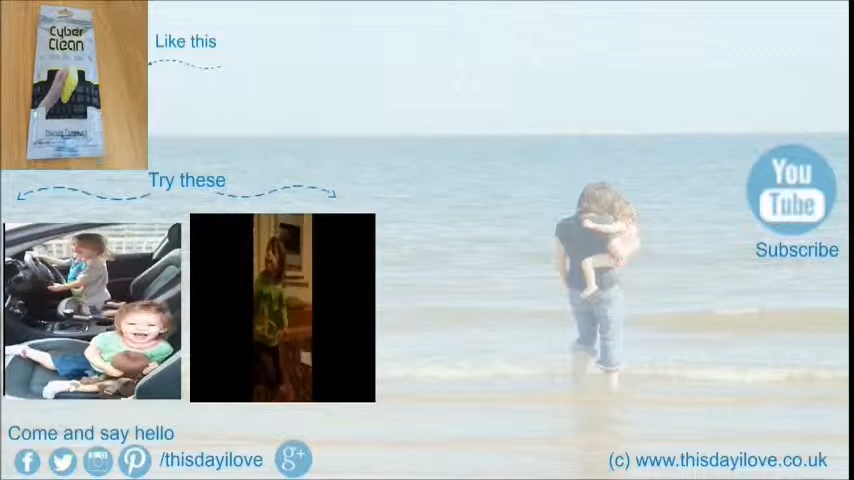 Cyber
Clean
Like this
Try these
You
Tube
Subscribe
Come and say hello
/thisdayilove
g+
(c) www.thisdayilove.co.uk